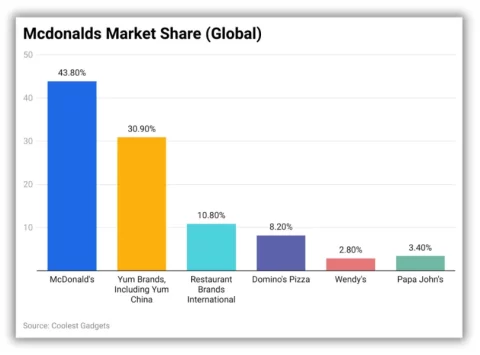 Mcdonalds Market Share (Global)
50
40
30
20
10
43.80%
30.90%
10.80%
8.20%
2.80%
3.40%
McDonald's
Yum Brands,
Including Yum
China
Restaurant
Brands
International
Domino's Pizza
Wendy's
Papa John's
Source: Coolest Gadgets